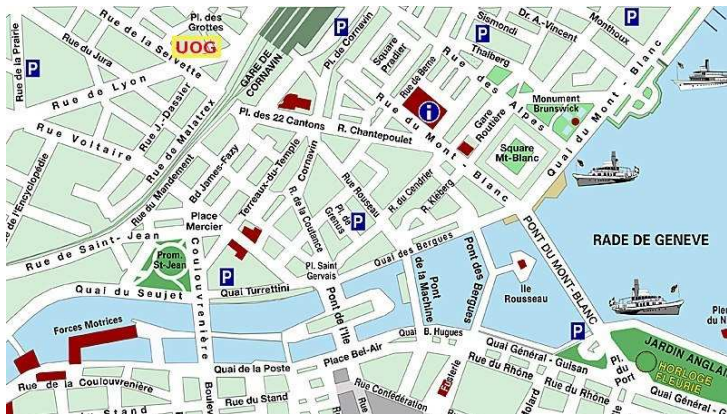 Rue de la Prairie
Pl. des
Grottes
UOG
Rue de la Servette
Rue du Jura
Rue de Lyon
Rue J.-Dassier
Rue de Malatrex
Rue Voltaire
Rue du Mandement
de l'Encyclopédie
GARE DE
CORNAVIN
P
P
Pl. de Cornavin
Square
Pradier
P
Sismondi
Dr. A.-Vincent
Thalberg
P
Monthoux
Rue de Berne
i
Rue des Alpes
Gare
Routière
Monument
Brunswick
Quai du Mont Blanc
Square
Mt-Blanc
Pl. des 22 Cantons
R. Chantepoulet
Rue du Mont-Blanc
Bd James-Fazy
Terreaux-du-Temple
Cornavin
R. de la Coutance
Rue Rousseau
Pl. de
Grenus
P
R. du Cendrier
R. Kléberg
Place
Mercier
Rue de Saint-Jean
Prom.
St-Jean
Coulouvrenière
P
Pl. Saint
Gervais
Quai des Bergues
Quai du Seujet
Quai Turrettini
Pont de l'Ile
Pont
de la
Machine
Pont des Bergues
Ile
Rousseau
PONT DU MONT-BLANC
RADE DE GENEVE
Forces Motrices
Quai de la Poste
Place Bel-Air
Quai
B. Hugues
Quai Général-Guisan
P
JARDIN ANGLAI
HORLOGE
FLEURIE
Pl. du Port
Quai Général
Rue de la Coulouvrenière
Rue du Stand
Rue Confédération
Rue du Rhône
Rue du Rhône
Molard